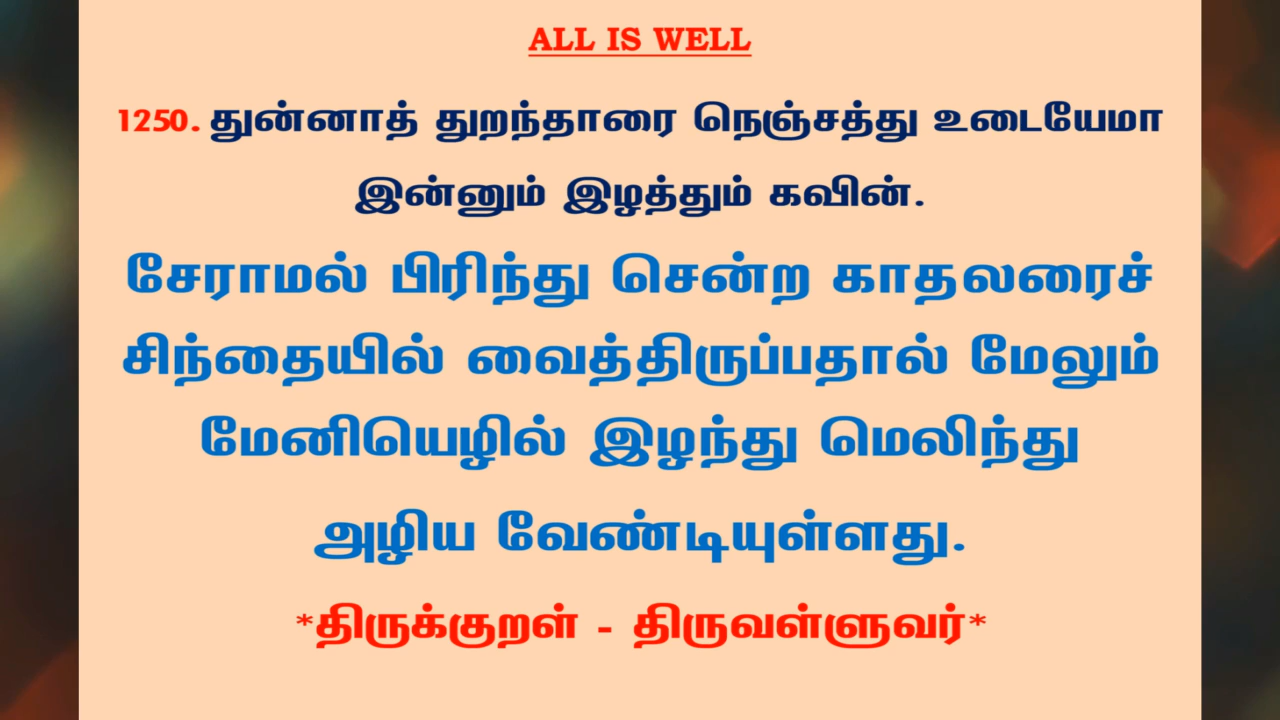 ALL IS WELL
1250. துன்னாத் துறந்தாரை நெஞ்சத்து உடையேமா
இன்னும் இழத்தும் கவின்.
சேராமல் பிரிந்து சென்ற காதலரைச்
சிந்தையில் வைத்திருப்பதால் மேலும்
மேனியெழில் இழந்து மெலிந்து
அழிய வேண்டியுள்ளது.
*திருக்குறள் - திருவள்ளுவர்*